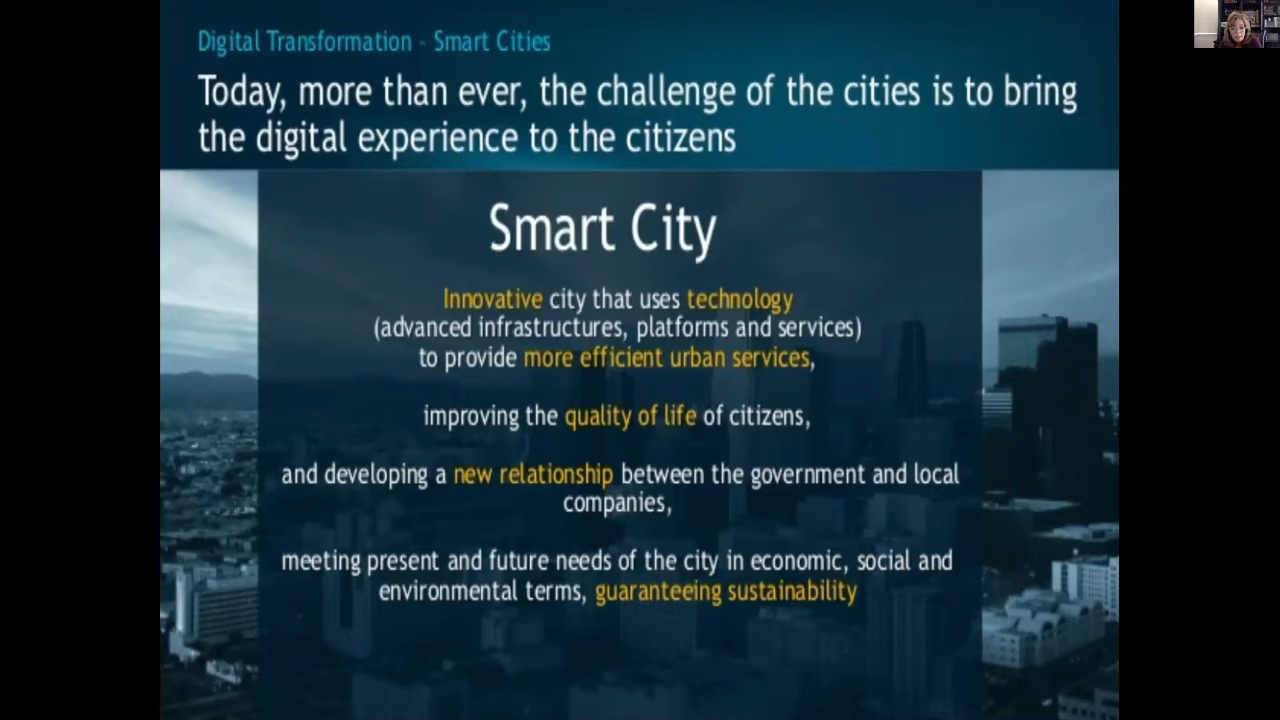 Digital Transformation - Smart Cities
Today, more than ever, the challenge of the cities is to bring
the digital experience to the citizens
Smart City
Innovative city that uses technology
(advanced infrastructures, platforms and services)
to provide more efficient urban services,
improving the quality of life of citizens,
and developing a new relationship between the government and local
companies,
meeting present and future needs of the city in economic, social and
environmental terms, guaranteeing sustainability